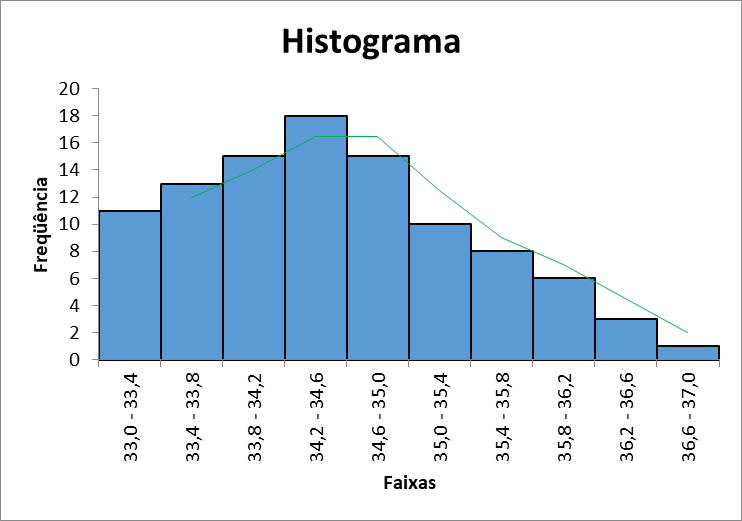 Histograma
Freqüência
20
18
16
14
12
10
8
6
4
2
0
33,0 - 33,4
33,4 - 33,8
33,8 - 34,2
34,2 - 34,6
34,6 - 35,0
35,0 - 35,4
35,4 - 35,8
35,8 - 36,2
36,2 - 36,6
36,6 - 37,0
Faixas